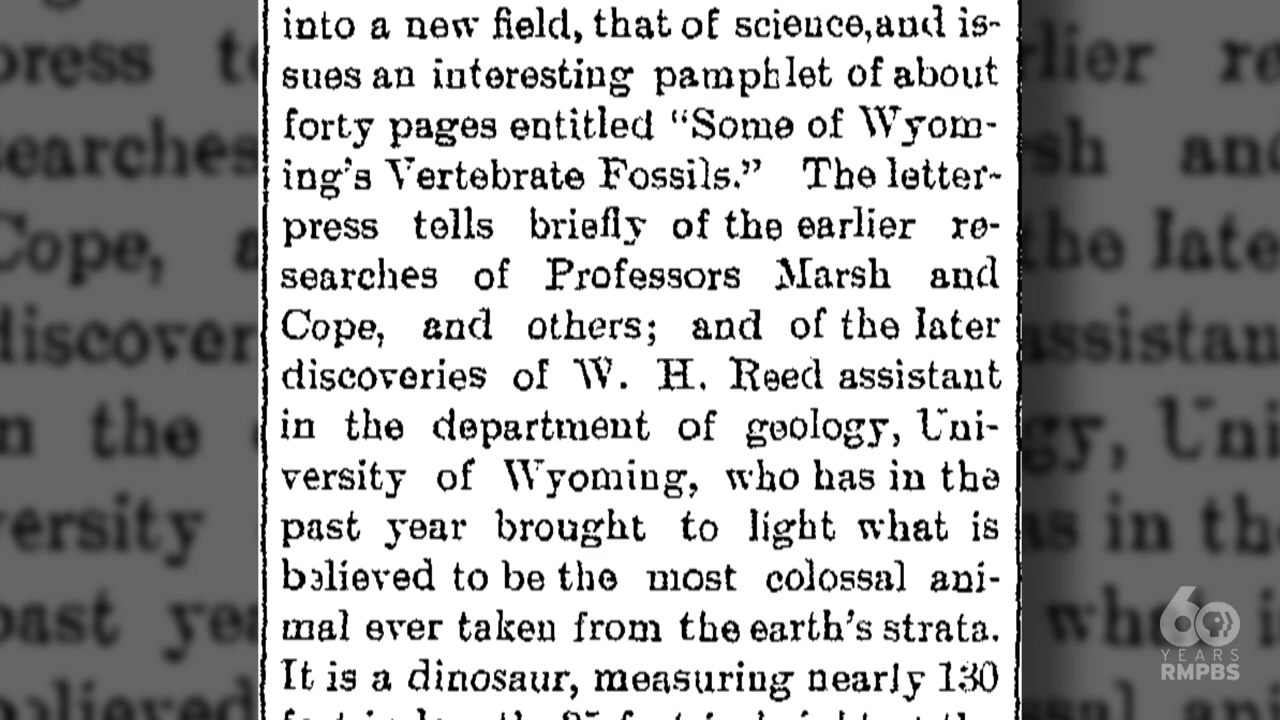 into a new field, that of science, and is-
sues an interesting pamphlet of about
forty pages entitled "Some of Wyom-
ing's Vertebrate Fossils." The letter-
press tells briefly of the earlier re-
searches of Professors Marsh and
Cope, and others; and of the later
discoveries of W. H. Reed assistant
in the department of geology, Uni-
versity of Wyoming, who has in the
past year brought to light what is
believed to be the most colossal ani-
mal ever taken from the earth's strata.
It is a dinosaur, measuring nearly 130
60
YEARS
RMPBS